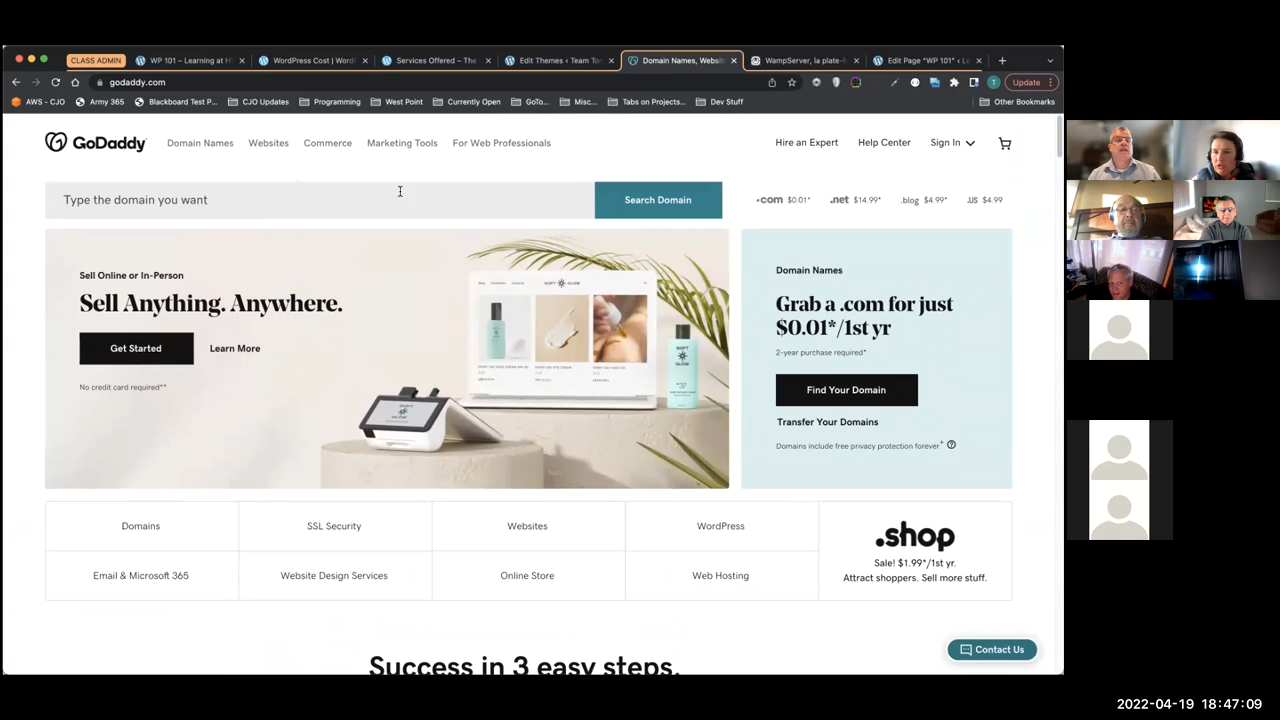 CLASS ADMIN
WP 101 – Learning at H
WordPress Cost | Word
Services Offered – The
Edit Themes ‹ Team To
Domain Names, Websit
WampServer, la plate-
Edit Page “WP 101” ‹ L
godaddy.com
T
Update
AWS - CJO
Army 365
Blackboard Test P...
CJO Updates
Programming
West Point
Currently Open
GoTo...
Misc...
Tabs on Projects...
Dev Stuff
Other Bookmarks
GoDaddy
Domain Names
Websites
Commerce
Marketing Tools
For Web Professionals
Hire an Expert
Help Center
Sign In
Type the domain you want
Search Domain
.com $0.01*
.net $14.99*
.blog $4.99*
.us $4.99
Sell Online or In-Person
Sell Anything. Anywhere.
Get Started
Learn More
No credit card required**
Domain Names
Grab a .com for just
$0.01*/1st yr
2-year purchase required*
Find Your Domain
Transfer Your Domains
Domains include free privacy protection forever+
Domains
SSL Security
Websites
WordPress
Email & Microsoft 365
Website Design Services
Online Store
Web Hosting
.shop
Sale! $1.99*/1st yr.
Attract shoppers. Sell more stuff.
Success in 3 easy steps.
Contact Us
2022-04-19 18:47:09